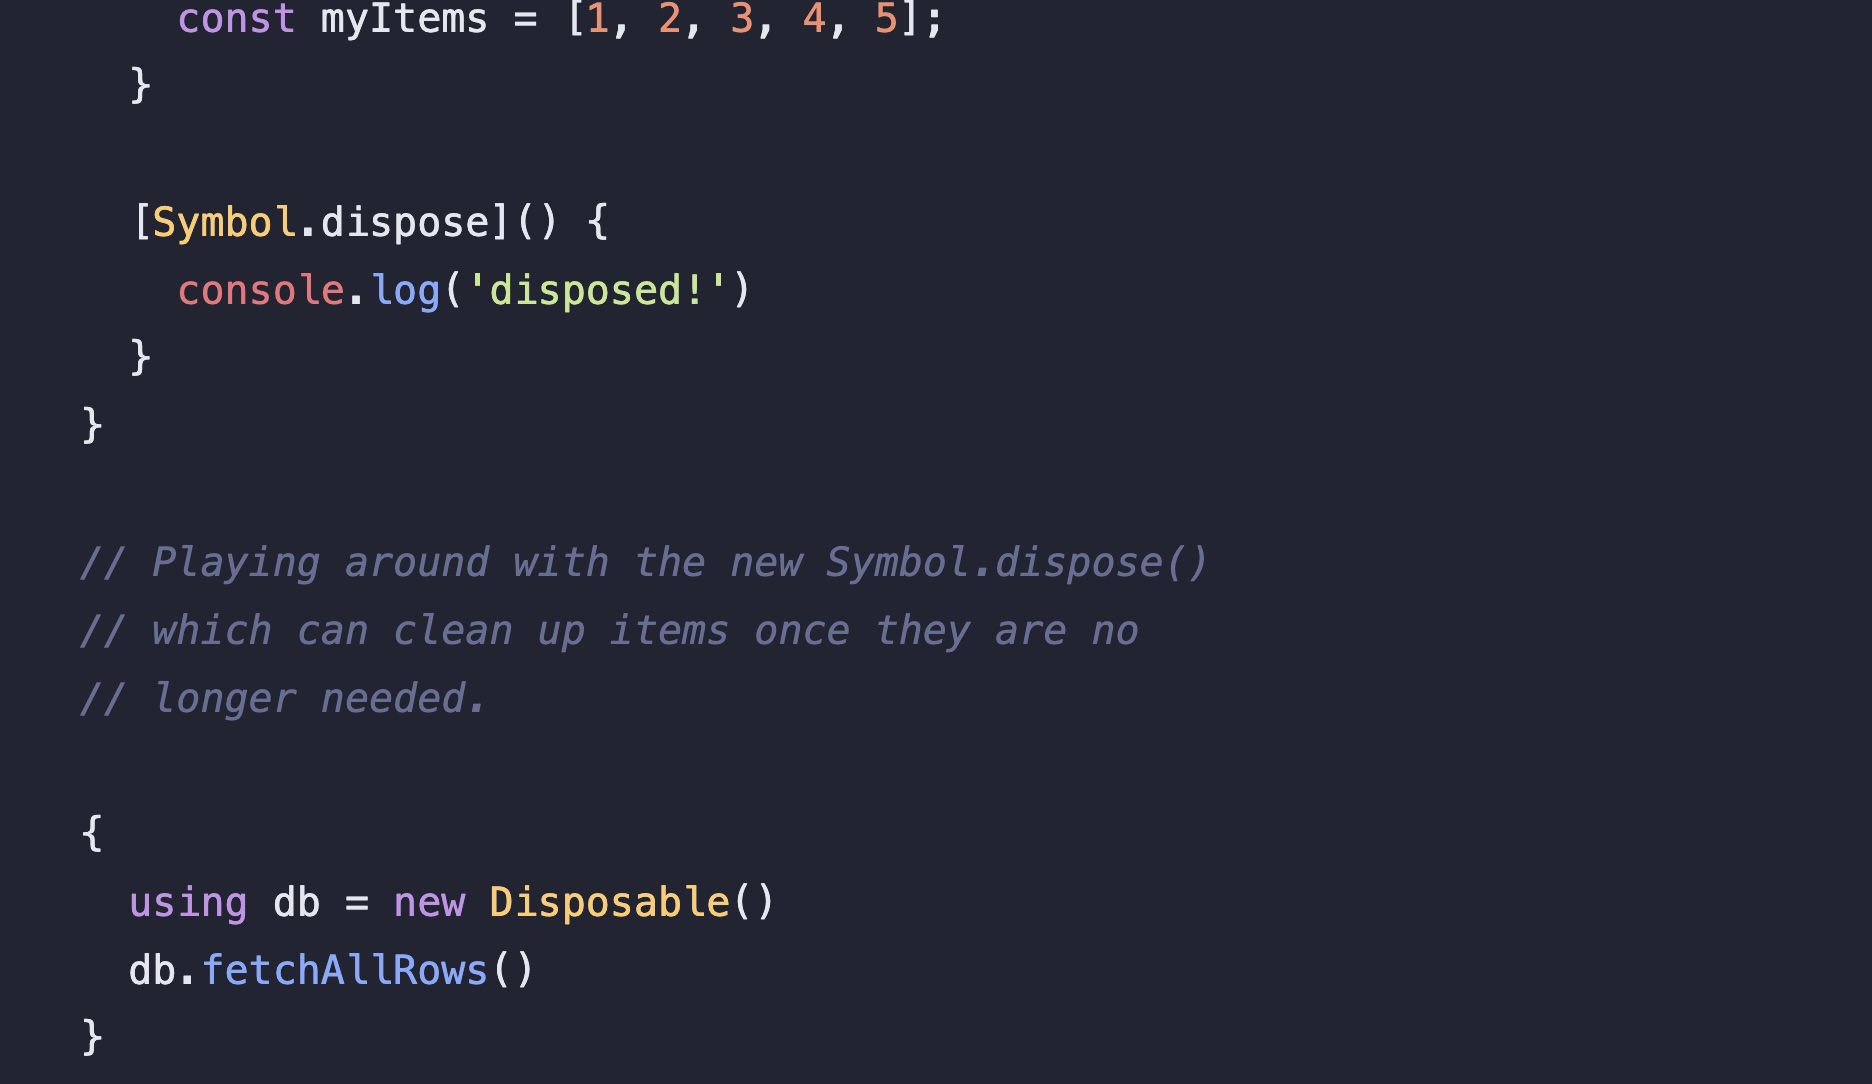 const myItems = [1, 2, 3, 4, 5];
}
[Symbol.dispose]() {
console.log('disposed!')
}
}
// Playing around with the new Symbol.dispose()
// which can clean up items once they are no
// longer needed.
{
using db = new Disposable()
db.fetchAllRows()
}